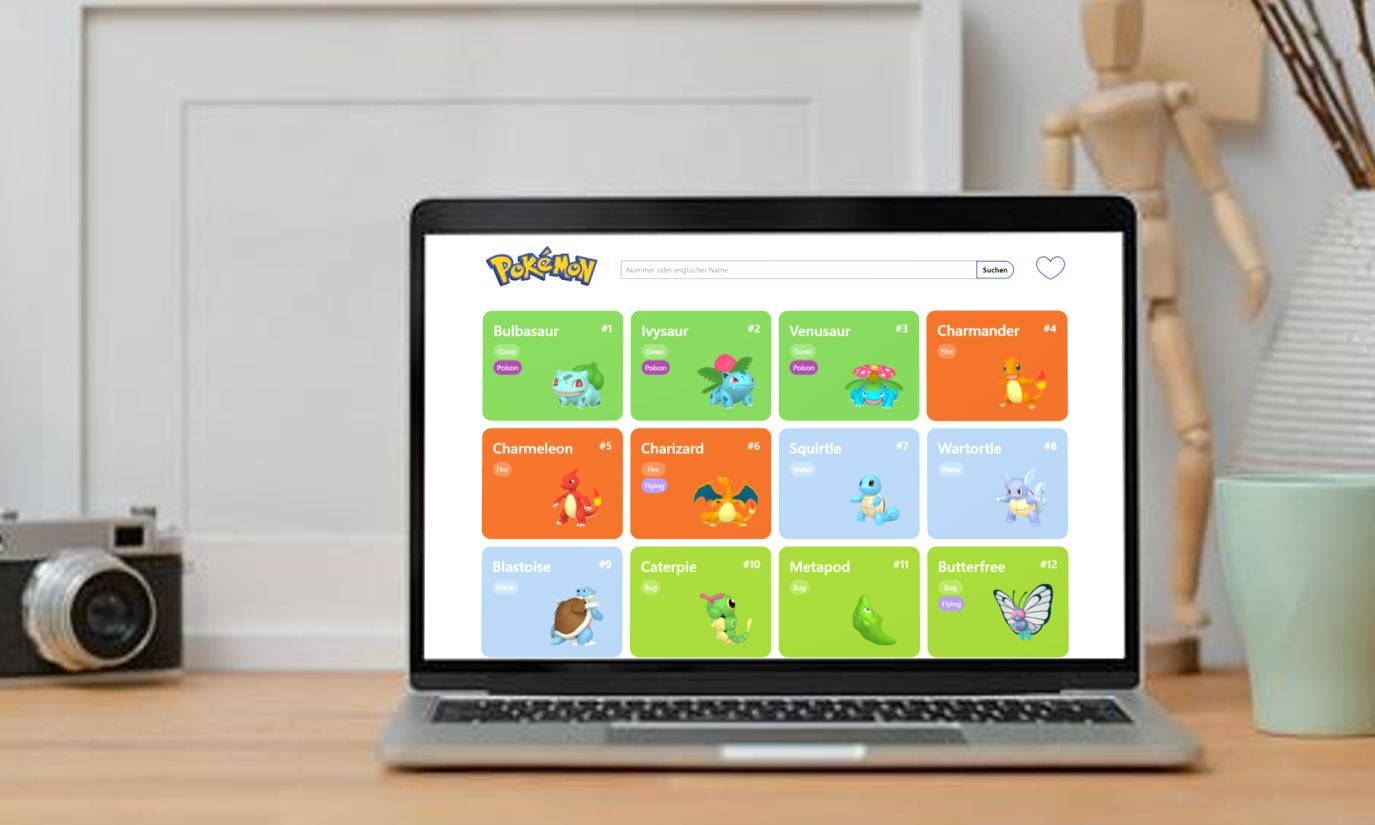 POKéMON
Nummer oder englischer Name
Suchen
Bulbasaur #1
Grass
Poison
Ivysaur #2
Grass
Poison
Venusaur #3
Grass
Poison
Charmander #4
Fire
Charmeleon #5
Fire
Charizard #6
Fire
Flying
Squirtle #7
Water
Wartortle #8
Water
Blastoise #9
Water
Caterpie #10
Bug
Metapod #11
Bug
Butterfree #12
Bug
Flying